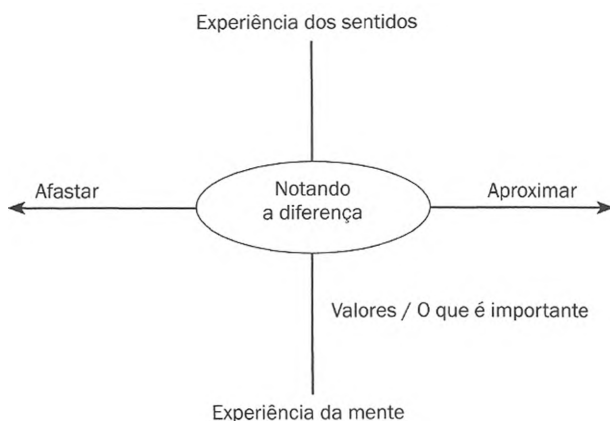 Experiência dos sentidos
Afastar
Notando
a diferença
Aproximar
Valores / O que é importante
Experiência da mente